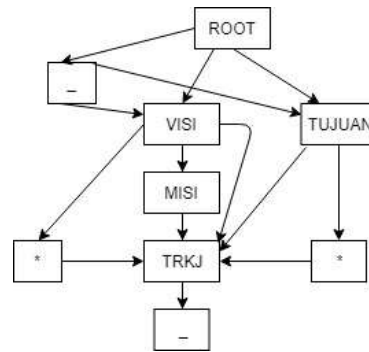 ROOT
_
VISI
TUJUAN
MISI
*
TRKJ
*
_